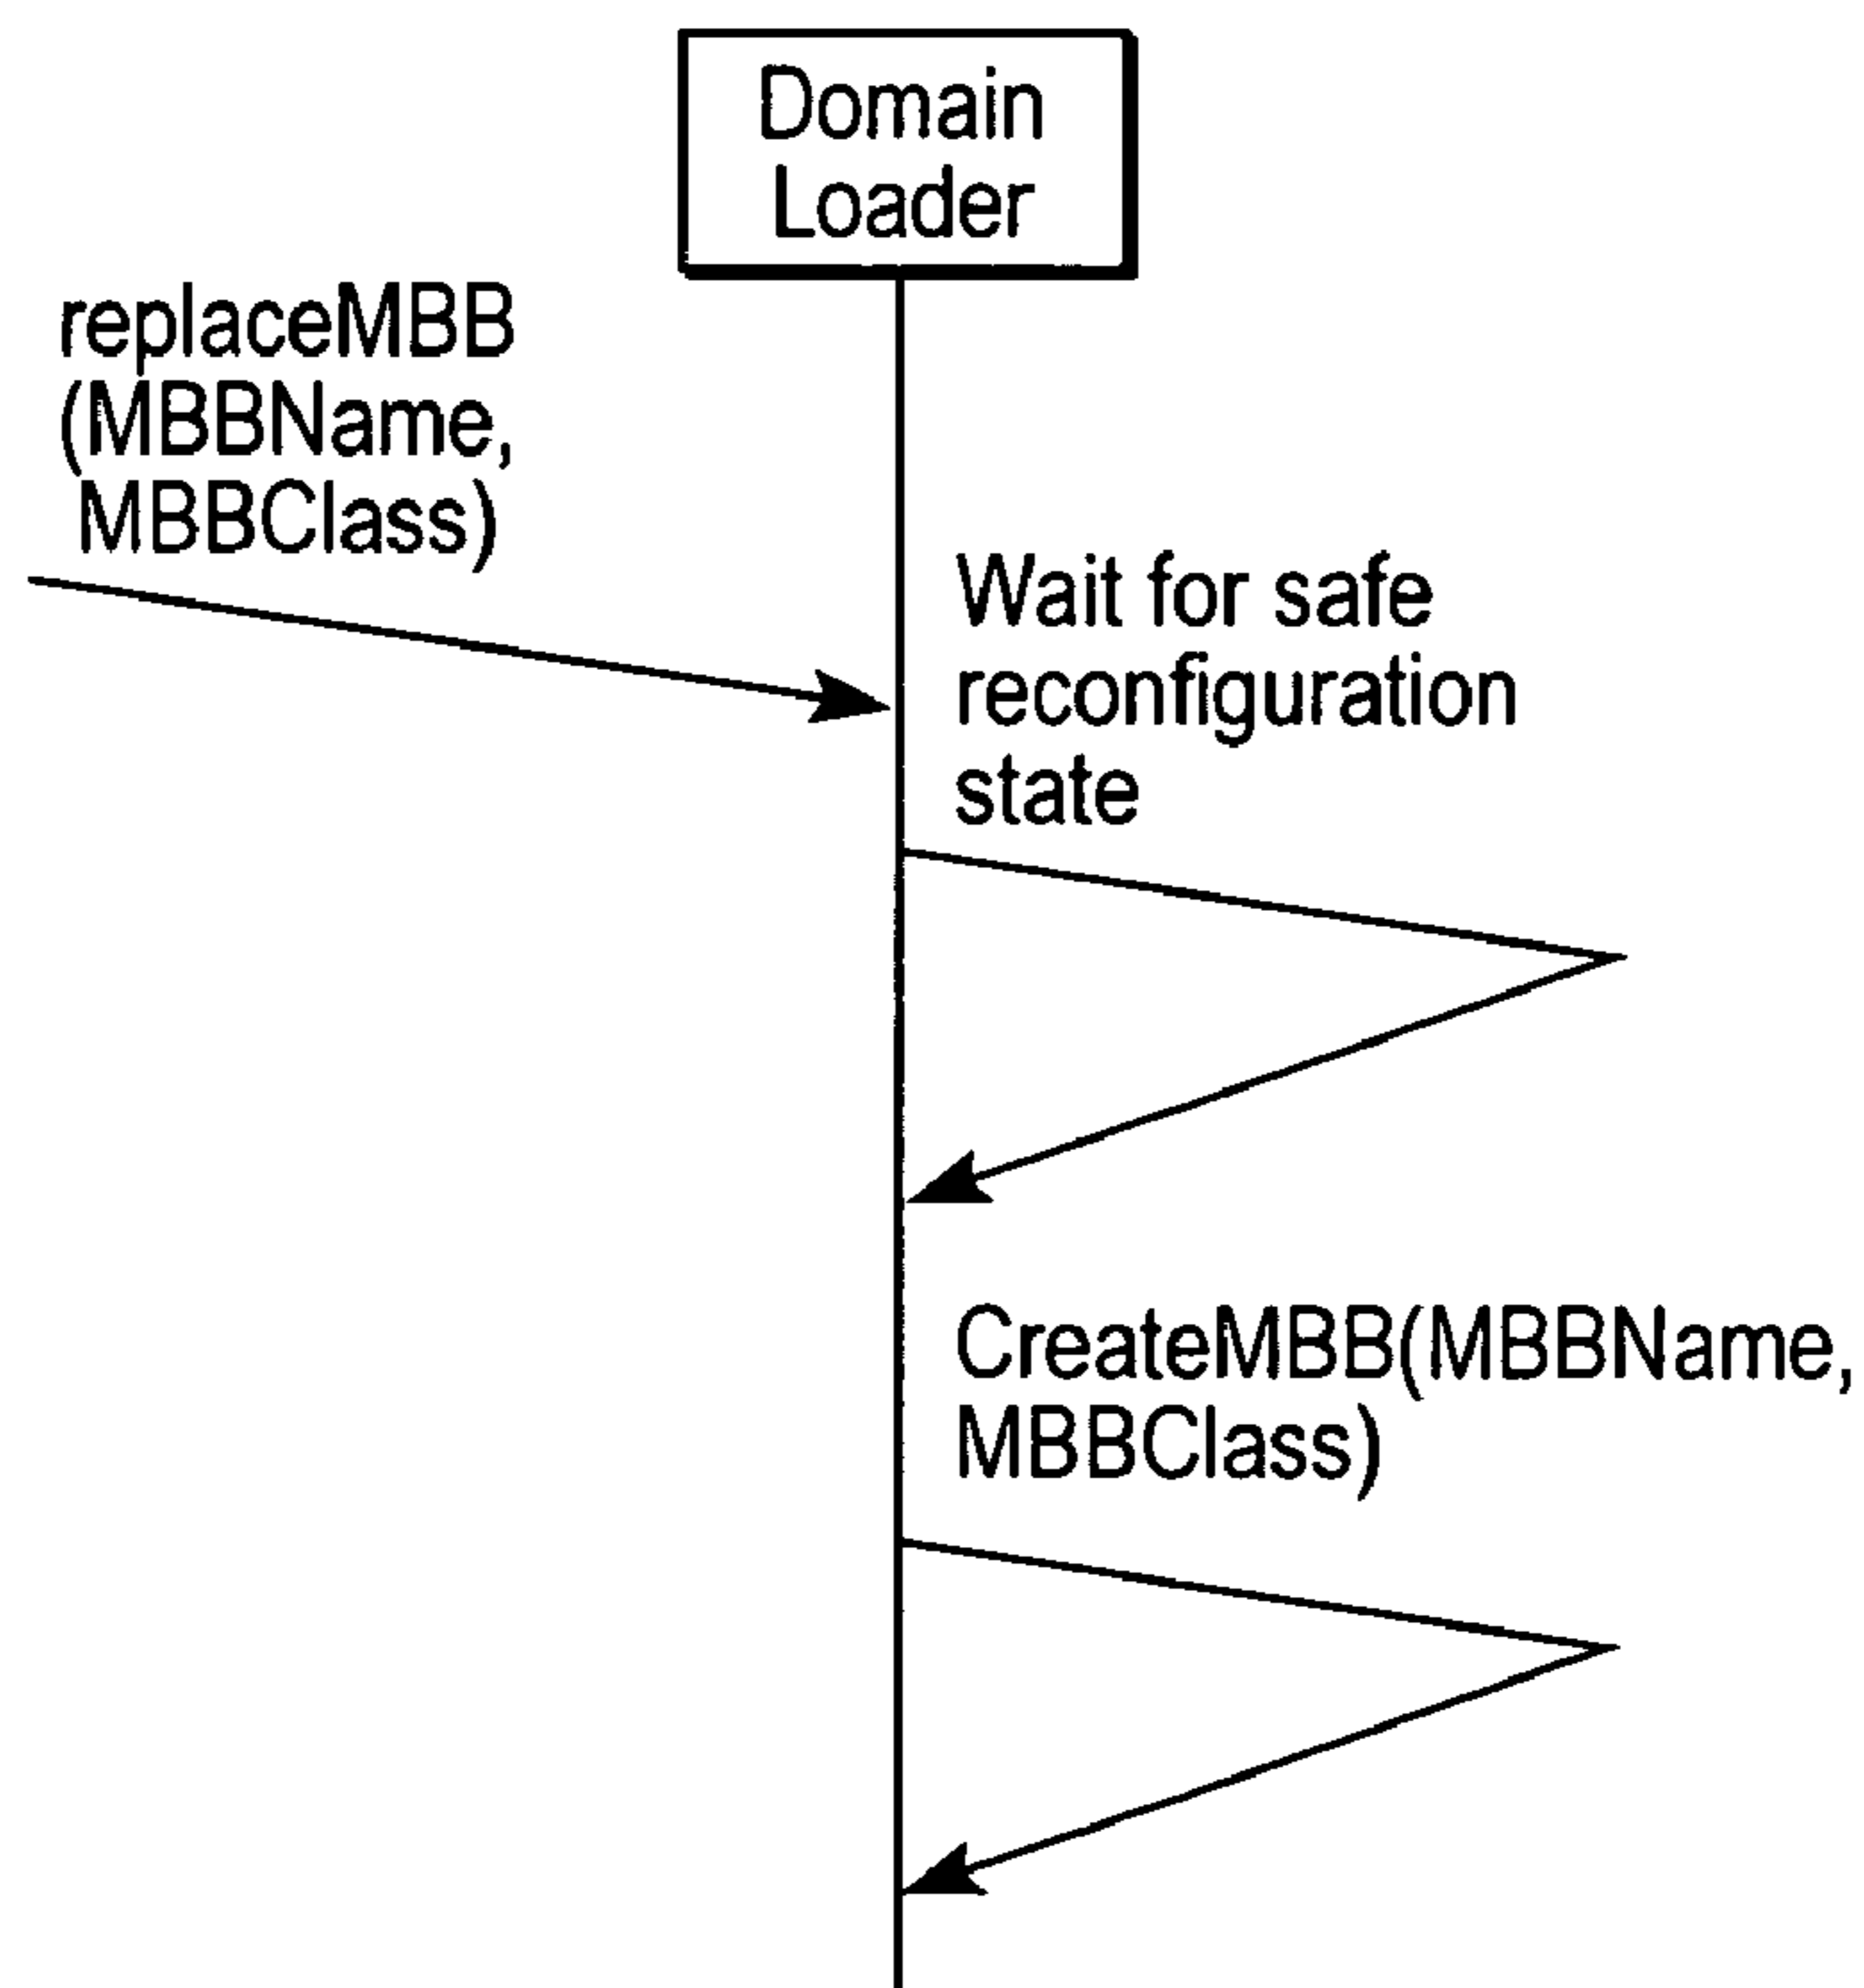 Domain
Loader
replaceMBB
(MBBName,
MBBClass)
Wait for safe
reconfiguration
state
CreateMBB(MBBName,
MBBClass)